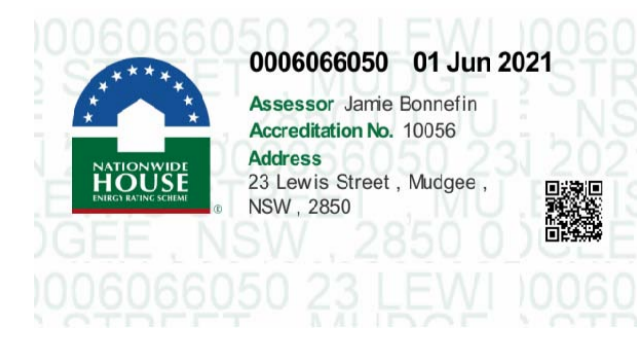 0006066050 01 Jun 2021
Assessor Jamie Bonnefin
Accreditation No. 10056
Address
23 Lewis Street , Mudgee ,
NSW , 2850
NATIONWIDE
HOUSE
ENERGY RATING SCHEME
®